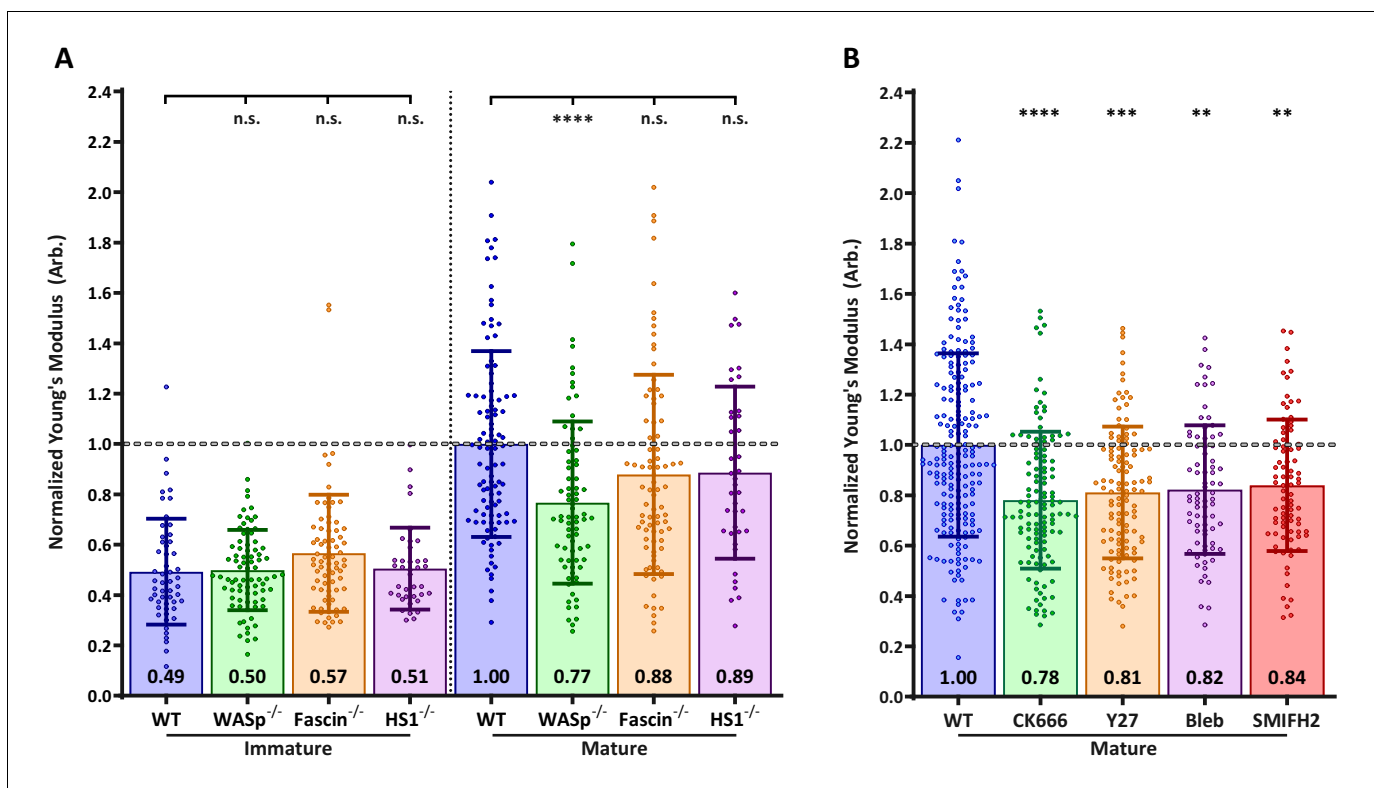 A
Normalized Young's Modulus (Arb.)
2.4
2.2
2.0
1.8
1.6
1.4
1.2
1.0
0.8
0.6
0.4
0.2
0.0
n.s. n.s. n.s.
**** n.s. n.s.
0.49 0.50 0.57 0.51 1.00 0.77 0.88 0.89
WT WASp-/- Fascin-/- HS1-/- WT WASp-/- Fascin-/- HS1-/-
Immature Mature
B
Normalized Young's Modulus (Arb.)
2.4
2.2
2.0
1.8
1.6
1.4
1.2
1.0
0.8
0.6
0.4
0.2
0.0
**** *** ** **
1.00 0.78 0.81 0.82 0.84
WT CK666 Y27 Bleb SMIFH2
Mature